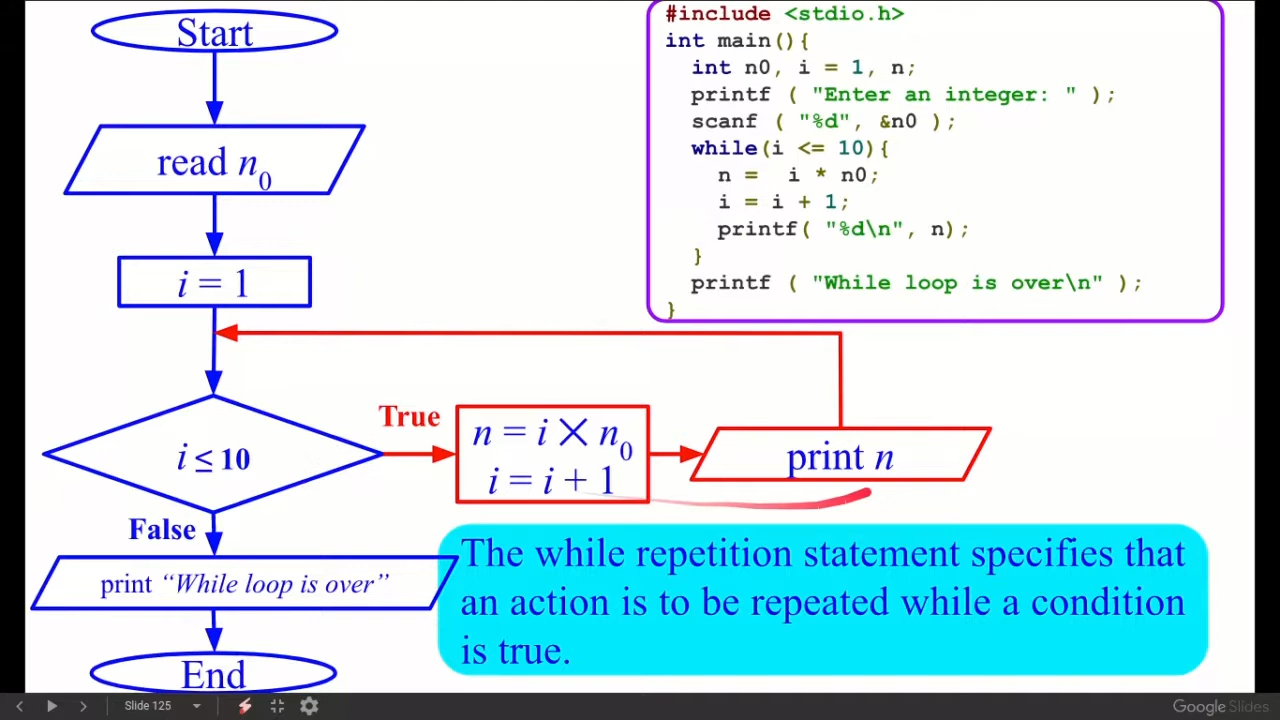 Start
read n0
i = 1
i ≤ 10
True
n = i × n0
i = i + 1
print n
False
print “While loop is over”
End
#include <stdio.h>
int main(){
int n0, i = 1, n;
printf ( "Enter an integer: " );
scanf ( "%d", &n0 );
while(i <= 10){
n =  i * n0;
i = i + 1;
printf( "%d\n", n);
}
printf ( "While loop is over\n" );
}
The while repetition statement specifies that
an action is to be repeated while a condition
is true.
Slide 125
Google Slides